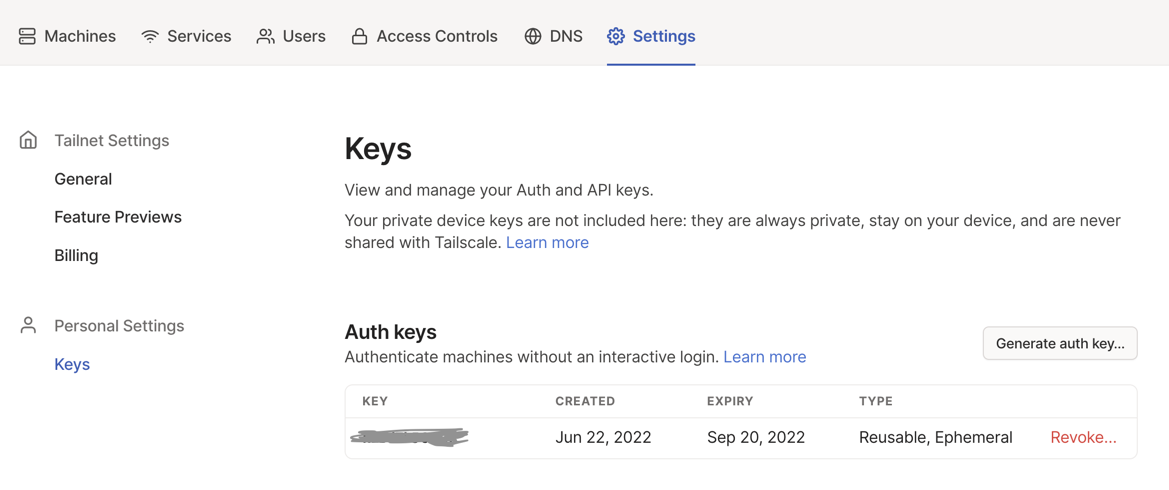 Machines Services Users Access Controls DNS Settings
Tailnet Settings
General
Feature Previews
Billing
Personal Settings
Keys
Keys
View and manage your Auth and API keys.
Your private device keys are not included here: they are always private, stay on your device, and are never
shared with Tailscale. Learn more
Auth keys
Authenticate machines without an interactive login. Learn more
Generate auth key...
KEY CREATED EXPIRY TYPE
Jun 22, 2022 Sep 20, 2022 Reusable, Ephemeral Revoke...